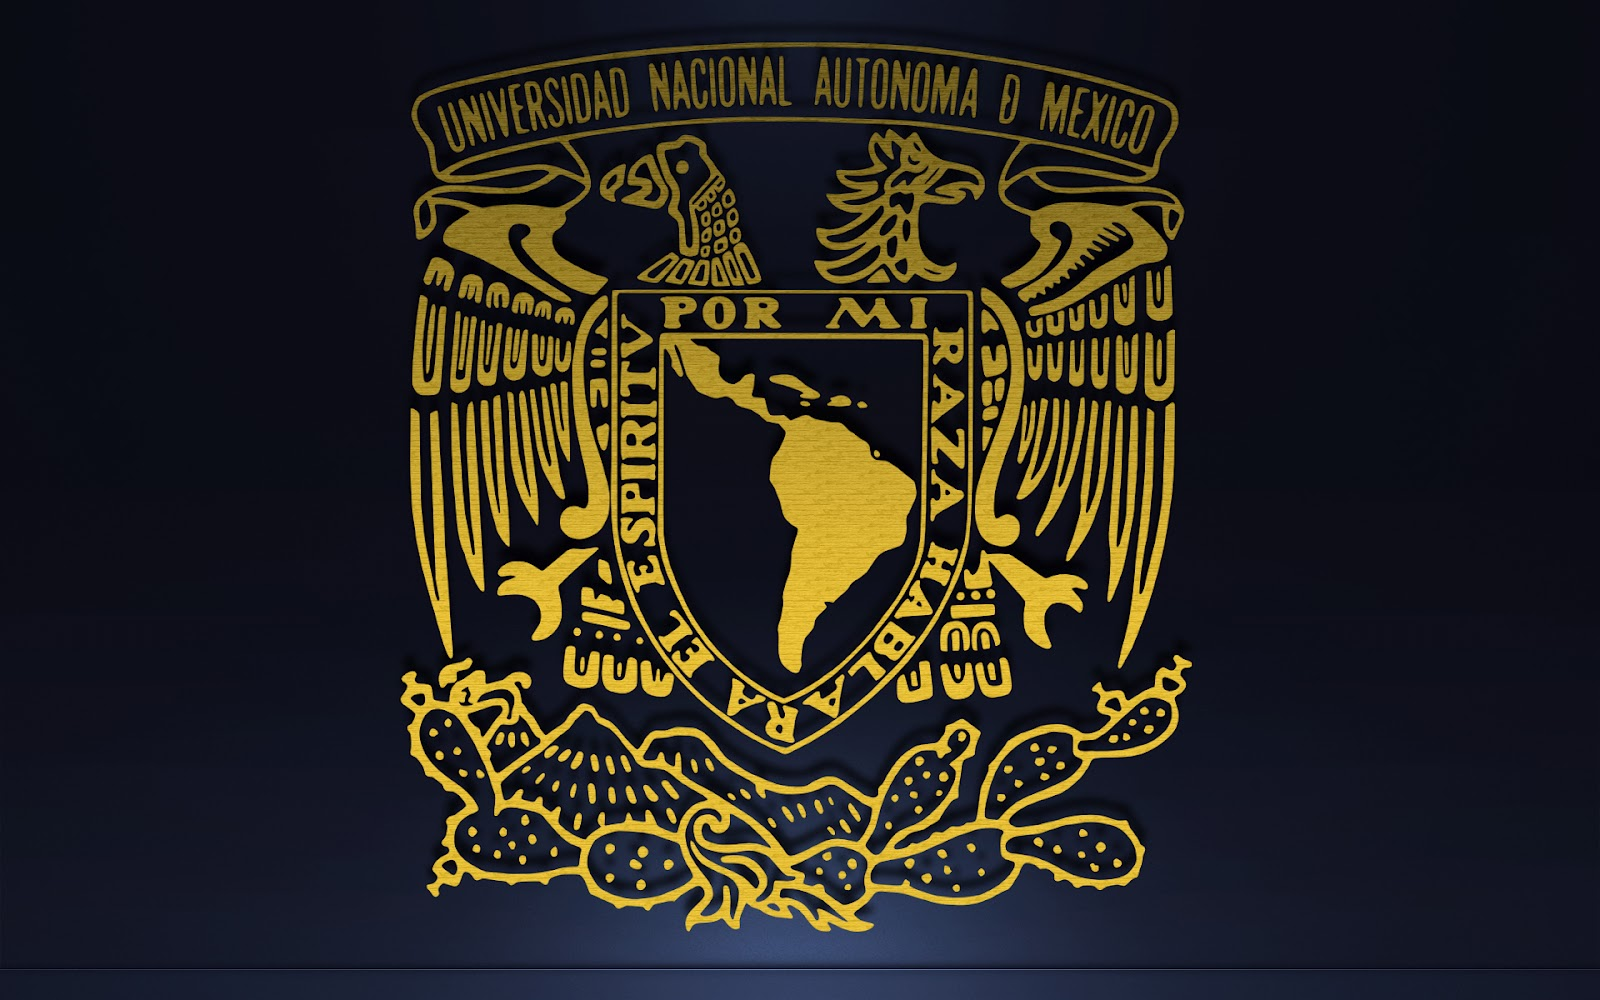 UNIVERSIDAD NACIONAL AUTONOMA Đ MEXICO
POR MI RAZA HABLARA EL ESPIRITV